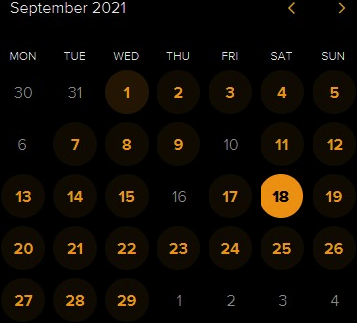 September 2021
MON TUE WED THU FRI SAT SUN
30 31 1 2 3 4 5
6 7 8 9 10 11 12
13 14 15 16 17 18 19
20 21 22 23 24 25 26
27 28 29 1 2 3 4